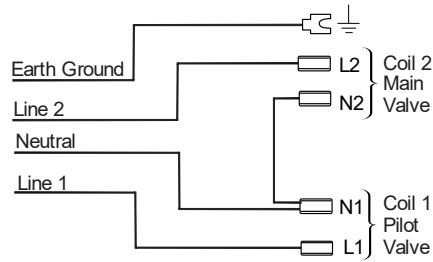 Earth Ground
Line 2
Neutral
Line 1
L2
N2
Coil 2
Main
Valve
N1
L1
Coil 1
Pilot
Valve